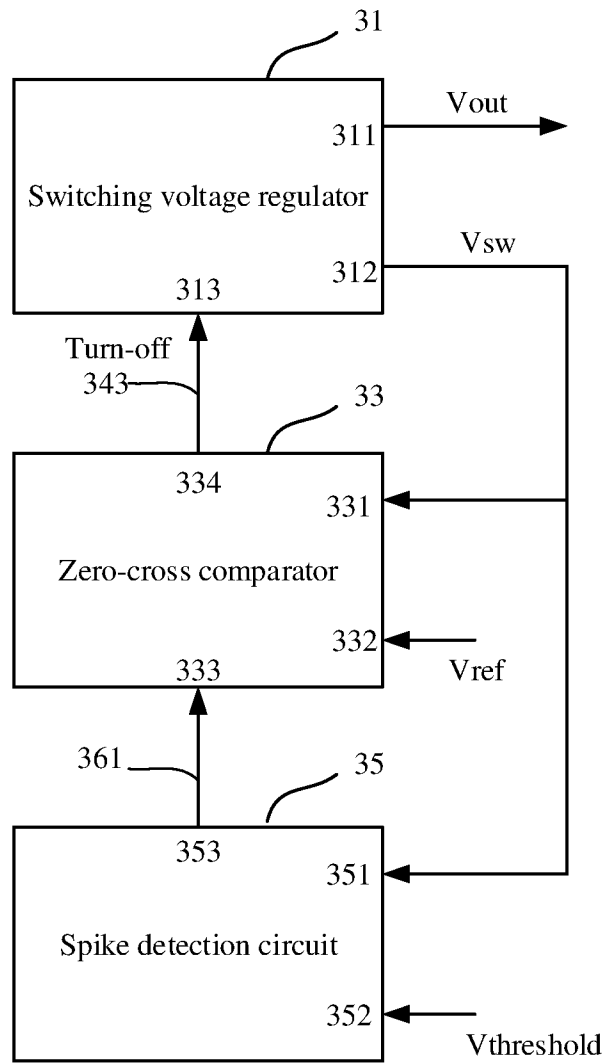 31
Vout
311
Switching voltage regulator
Vsw
312
313
Turn-off
343
33
334
331
Zero-cross comparator
332
333
Vref
361
35
353
351
Spike detection circuit
352
Vthreshold